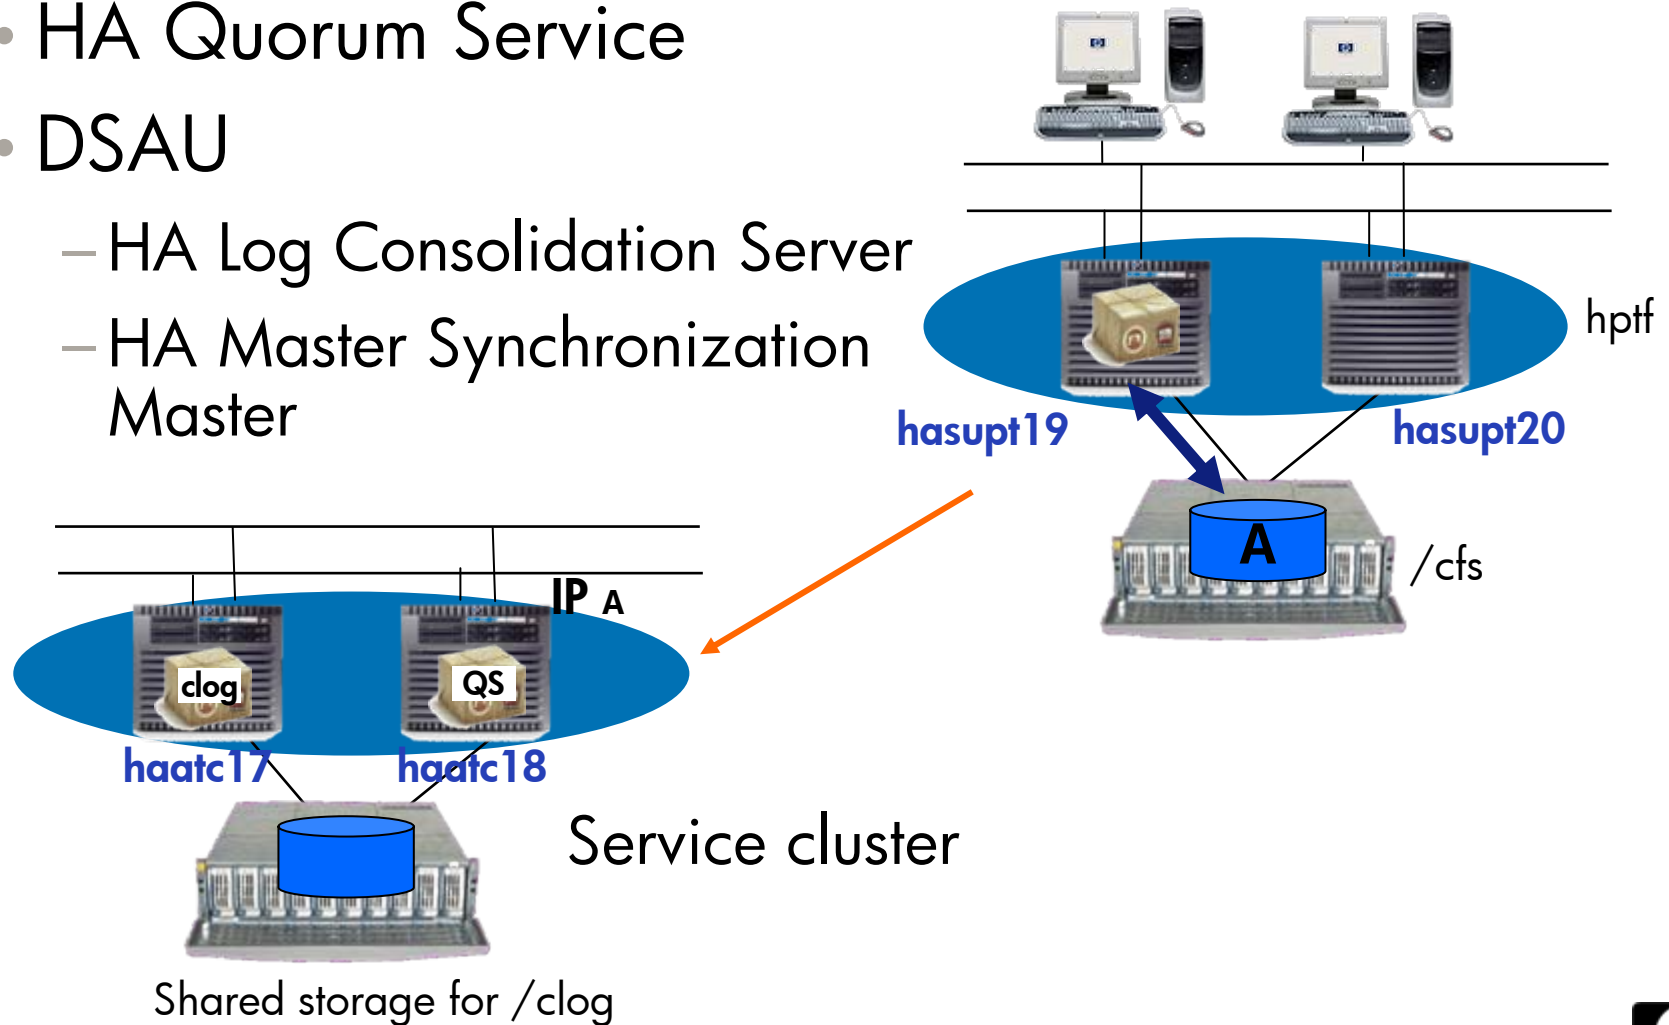 • HA Quorum Service
• DSAU
– HA Log Consolidation Server
– HA Master Synchronization
Master
hptf
hasupt19
hasupt20
A
/cfs
IP A
clog
QS
haatc17
haatc18
Service cluster
Shared storage for /clog